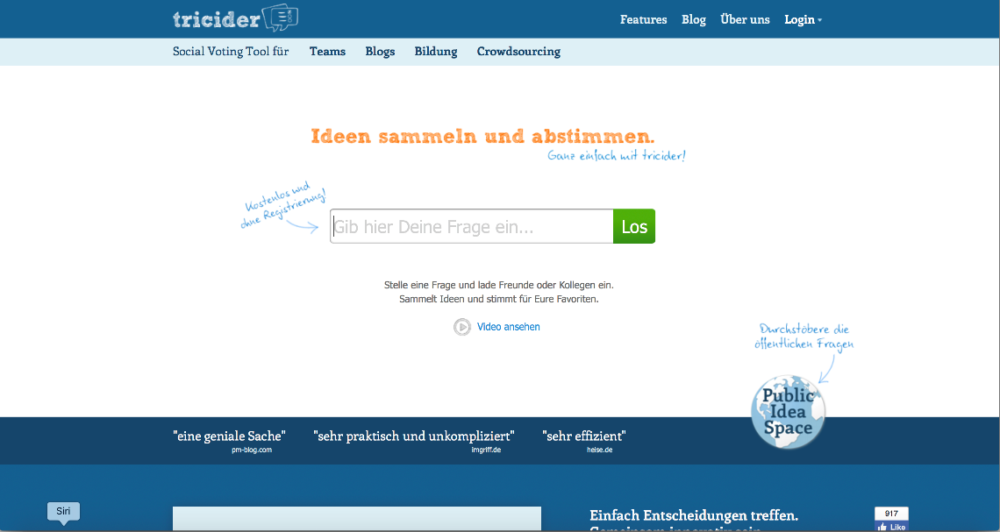 tricider
Features Blog Über uns Login
Social Voting Tool für Teams Blogs Bildung Crowdsourcing
Ideen sammeln und abstimmen.
Ganz einfach mit tricider!
Kostenlos und
ohne Registrierung!
Gib hier Deine Frage ein...
Los
Stelle eine Frage und lade Freunde oder Kollegen ein.
Sammelt Ideen und stimmt für Eure Favoriten.
Video ansehen
Durchstöbere die
öffentlichen Fragen
Public
Idea
Space
"eine geniale Sache" "sehr praktisch und unkompliziert" "sehr effizient"
pm-blog.com imgriff.de heise.de
Siri
Einfach Entscheidungen treffen.
Gemeinsam innovativ sein.
917
Like